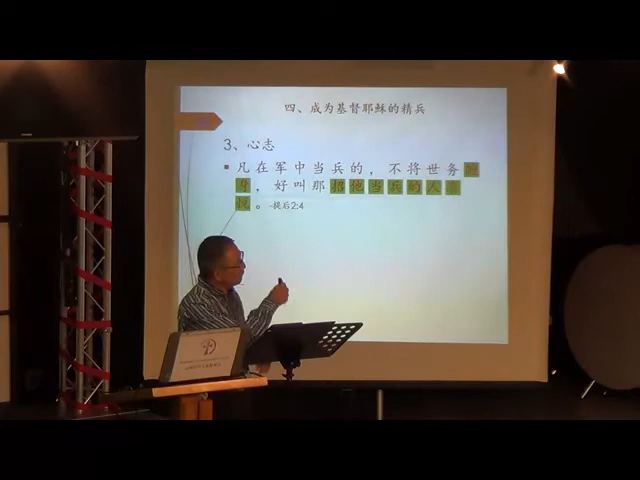 四、成为基督耶稣的精兵
3、心志
▪ 凡在军中当兵的，不将世务缠
身，好叫那招他当兵的人喜
悦。-提后2:4